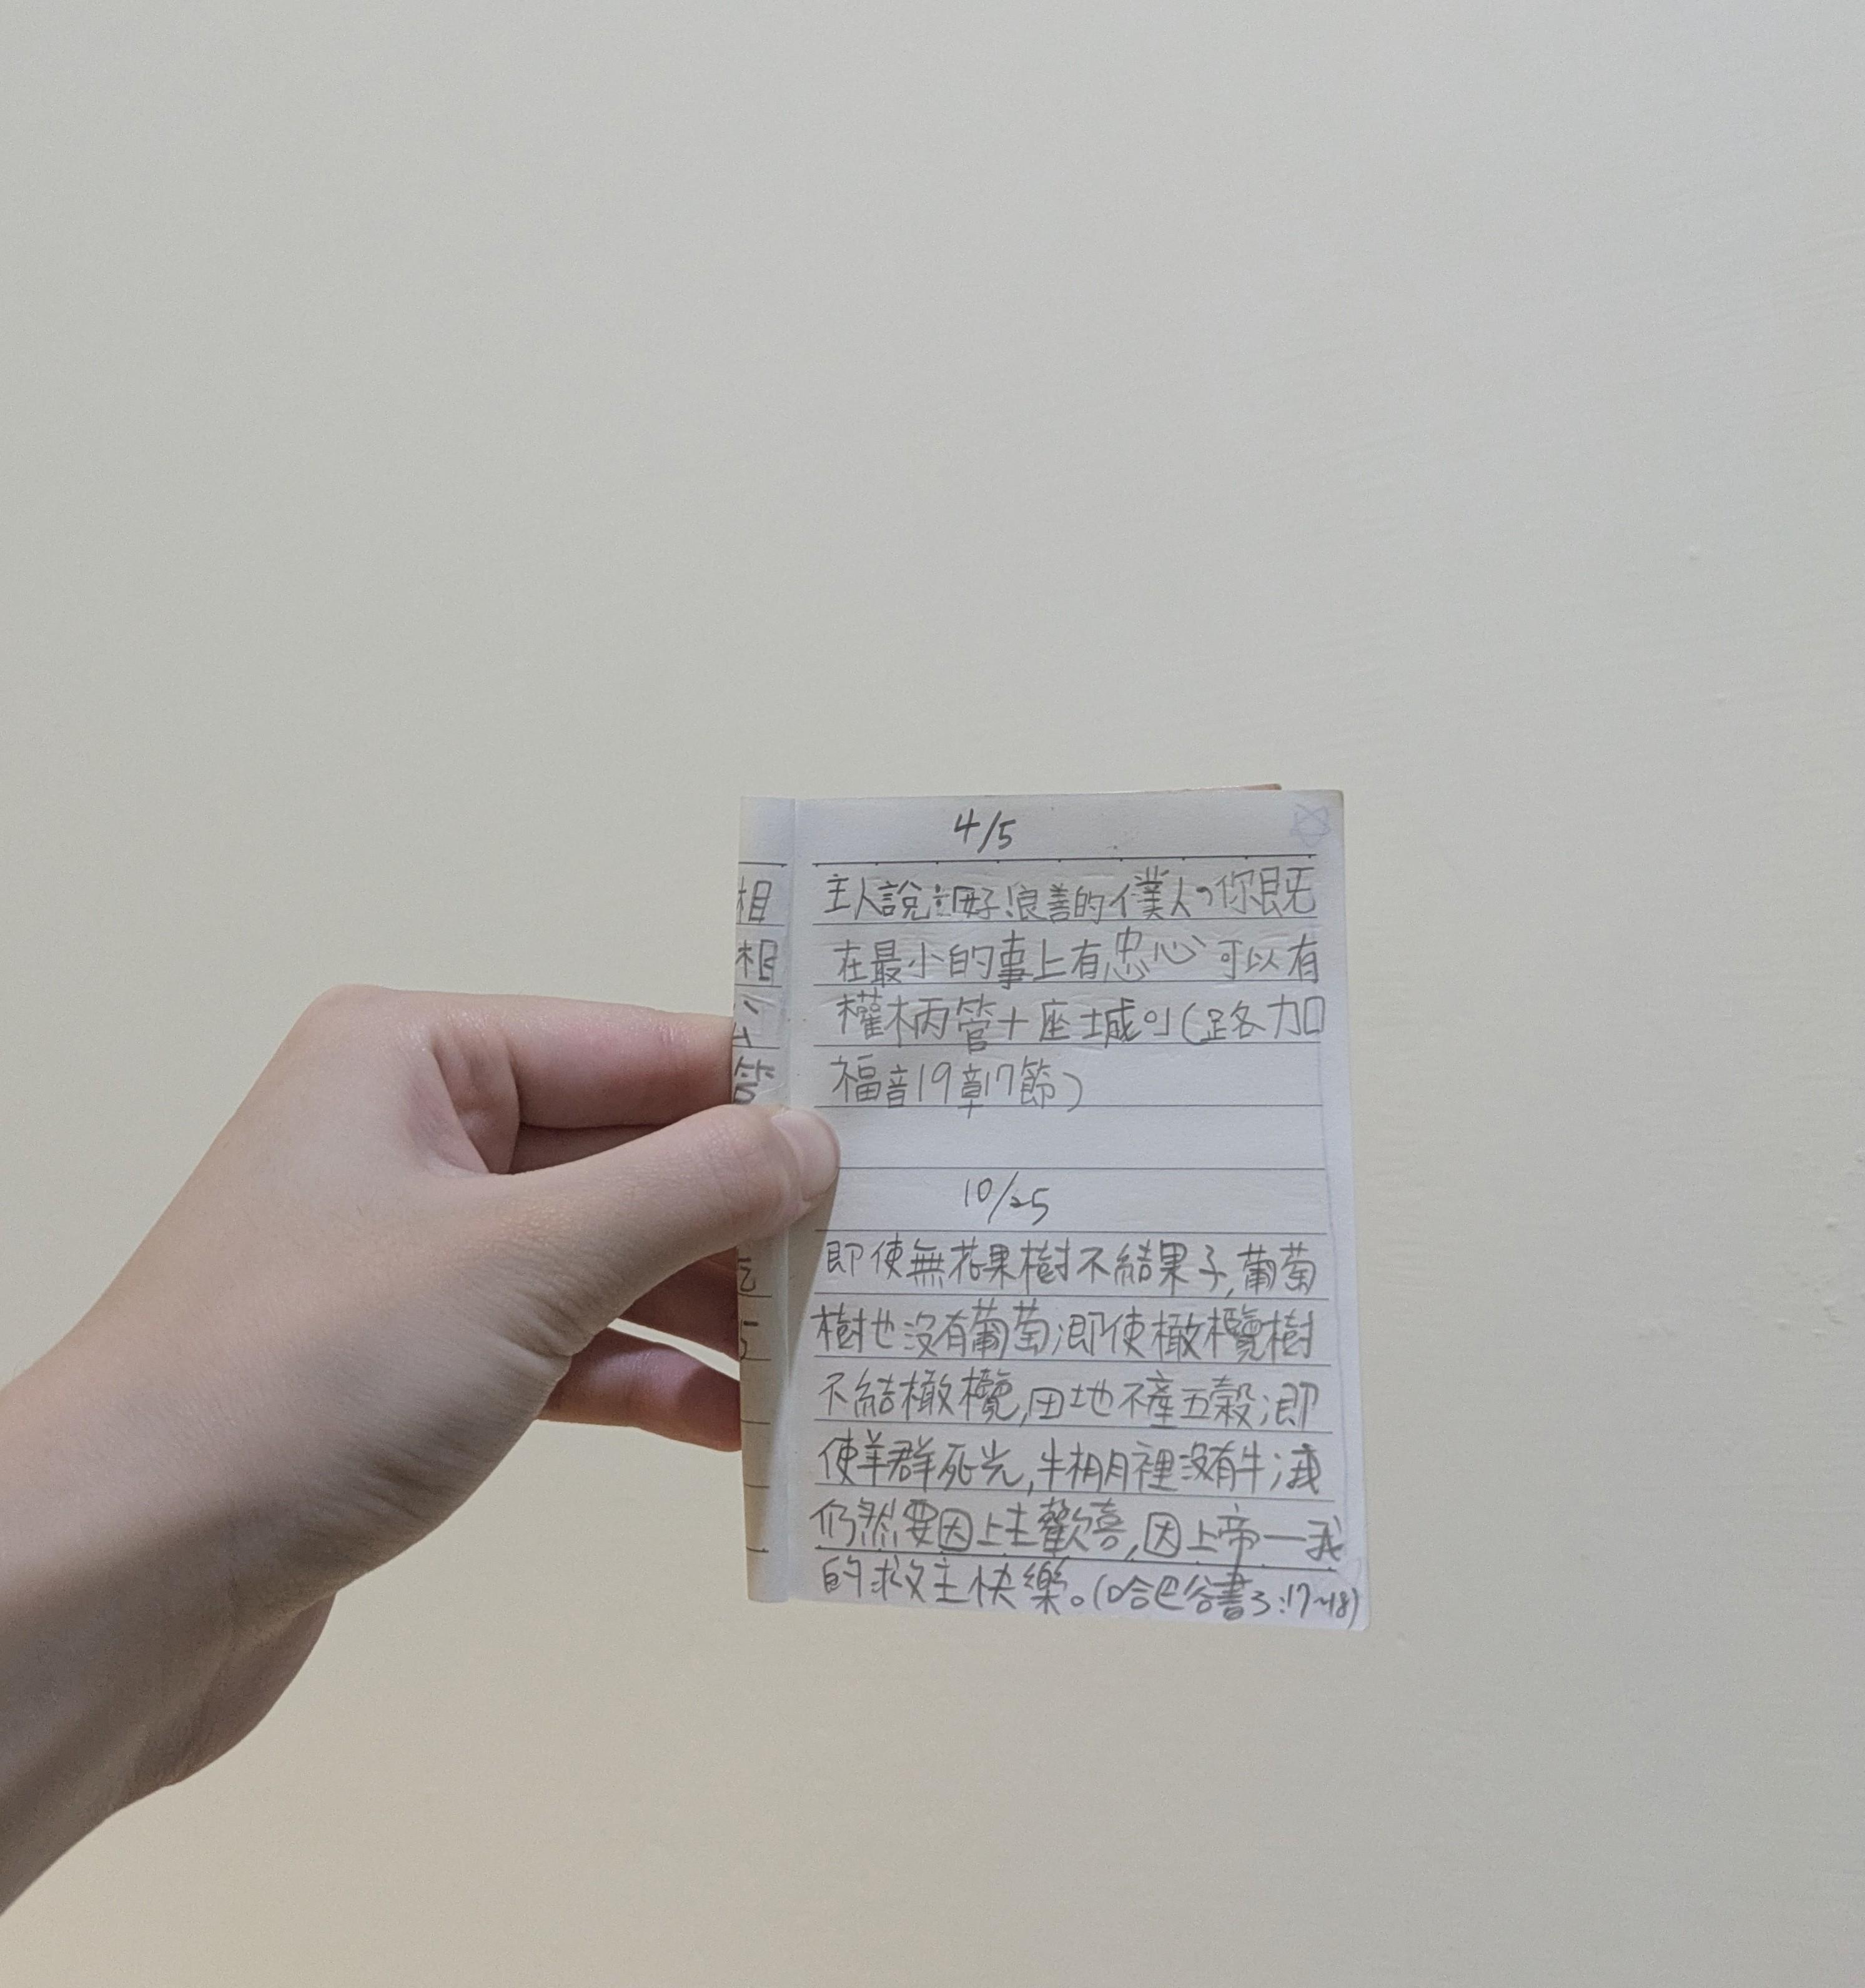 4/5
主人說:「好!良善的僕人,你既
在最小的事上有忠心,可以有
權柄管十座城。」(路加
福音19章17節)
10/25
即使無花果樹不結果子,葡萄
樹也沒有葡萄;即使橄欖樹
不結橄欖,田地不產五穀;即
使羊群死光,牛棚裡沒有牛;我
仍然要因上主歡喜,因上帝—我
的救主快樂。(哈巴谷書3:17~18)
相
相